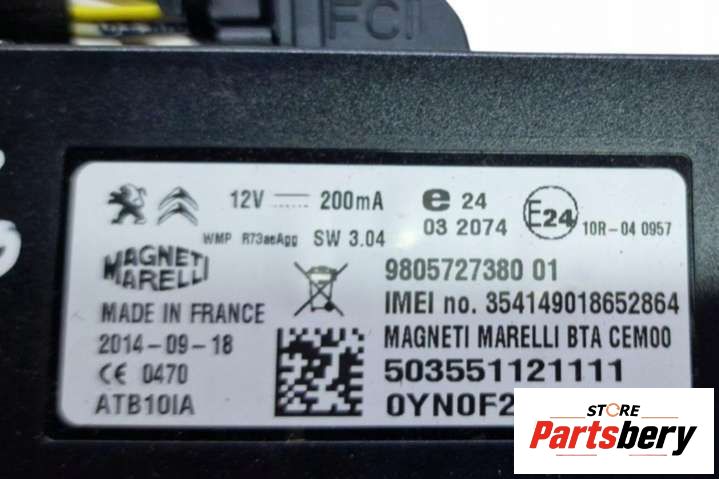 FCI
12V 200mA
e 24
03 2074
E24
10R-04 0957
WMP R73aeAgg SW 3.04
MAGNETI
MARELLI
9805727380 01
IMEI no. 354149018652864
MADE IN FRANCE
MAGNETI MARELLI BTA CEM00
2014-09-18
503551121111
CE 0470
ATB10IA
0YN0F2
STORE
Partsbery